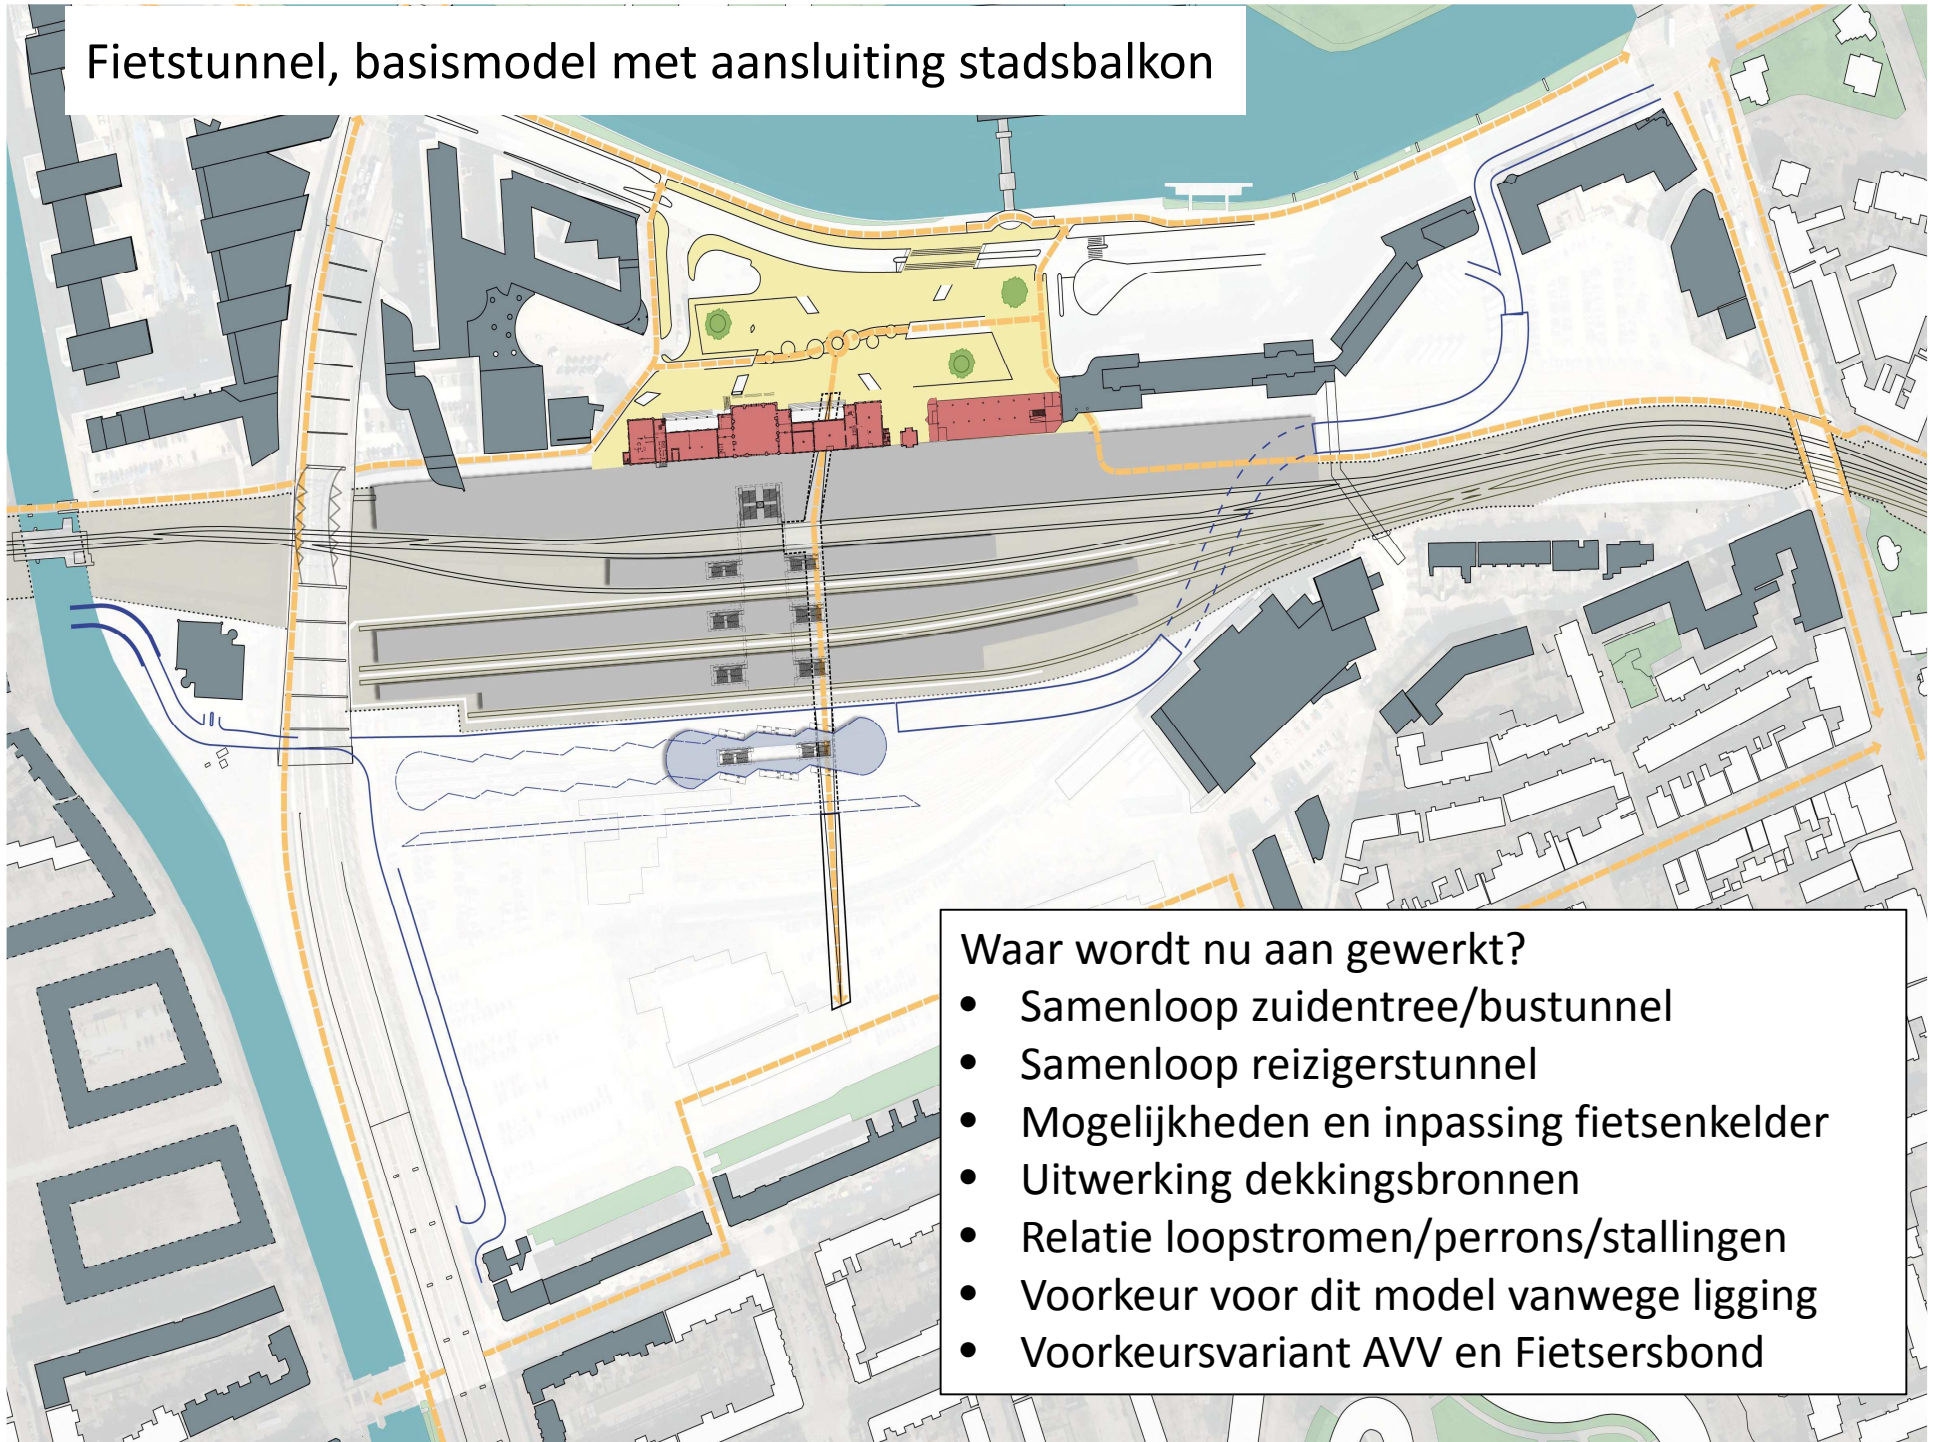 Fietstunnel, basismodel met aansluiting stadsbalkon
Waar wordt nu aan gewerkt?
• Samenloop zuidentree/bustunnel
• Samenloop reizigerstunnel
• Mogelijkheden en inpassing fietsenkelder
• Uitwerking dekkingsbronnen
• Relatie loopstromen/perrons/stallingen
• Voorkeur voor dit model vanwege ligging
• Voorkeursvariant AVV en Fietsersbond